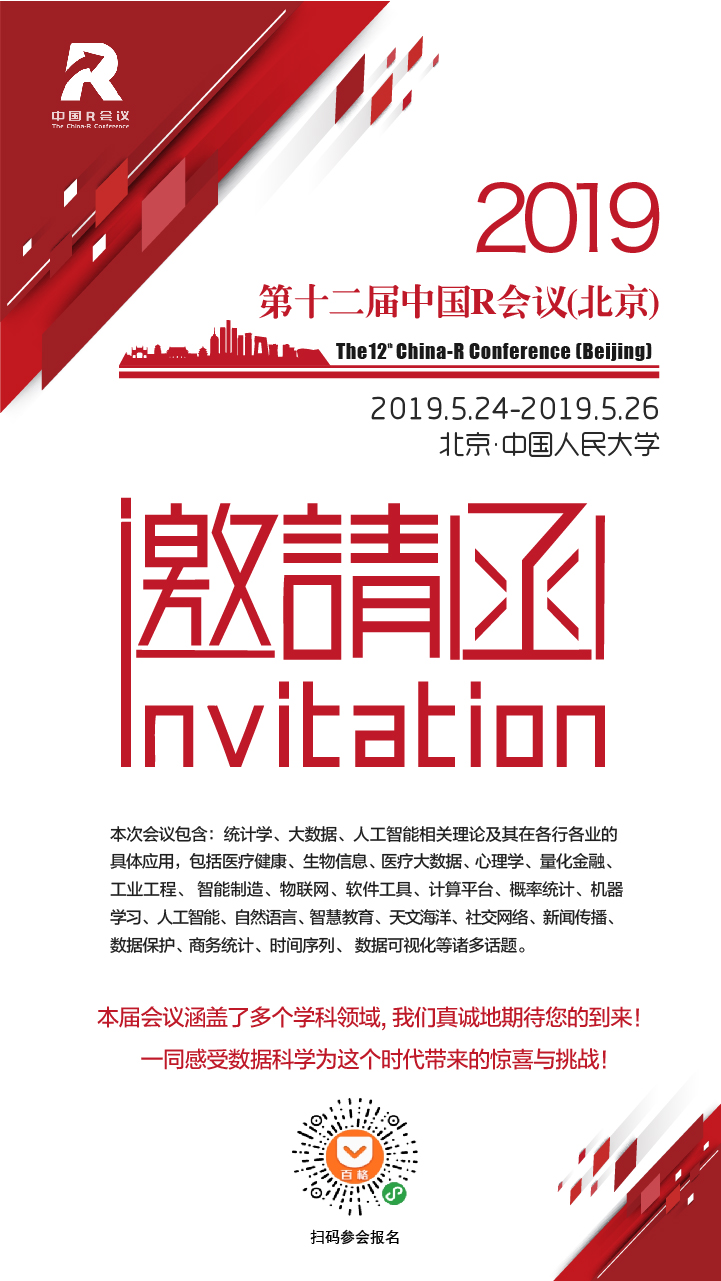 中国R会议
The China-R Conference
2019
第十二届中国R会议(北京)
The 12th China-R Conference (Beijing)
2019.5.24-2019.5.26
北京·中国人民大学
邀請函
Invitation
本次会议包含：统计学、大数据、人工智能相关理论及其在各行各业的
具体应用，包括医疗健康、生物信息、医疗大数据、心理学、量化金融、
工业工程、智能制造、物联网、软件工具、计算平台、概率统计、机器
学习、人工智能、自然语言、智慧教育、天文海洋、社交网络、新闻传播、
数据保护、商务统计、时间序列、数据可视化等诸多话题。
本届会议涵盖了多个学科领域, 我们真诚地期待您的到来！
一同感受数据科学为这个时代带来的惊喜与挑战！
百格
扫码参会报名